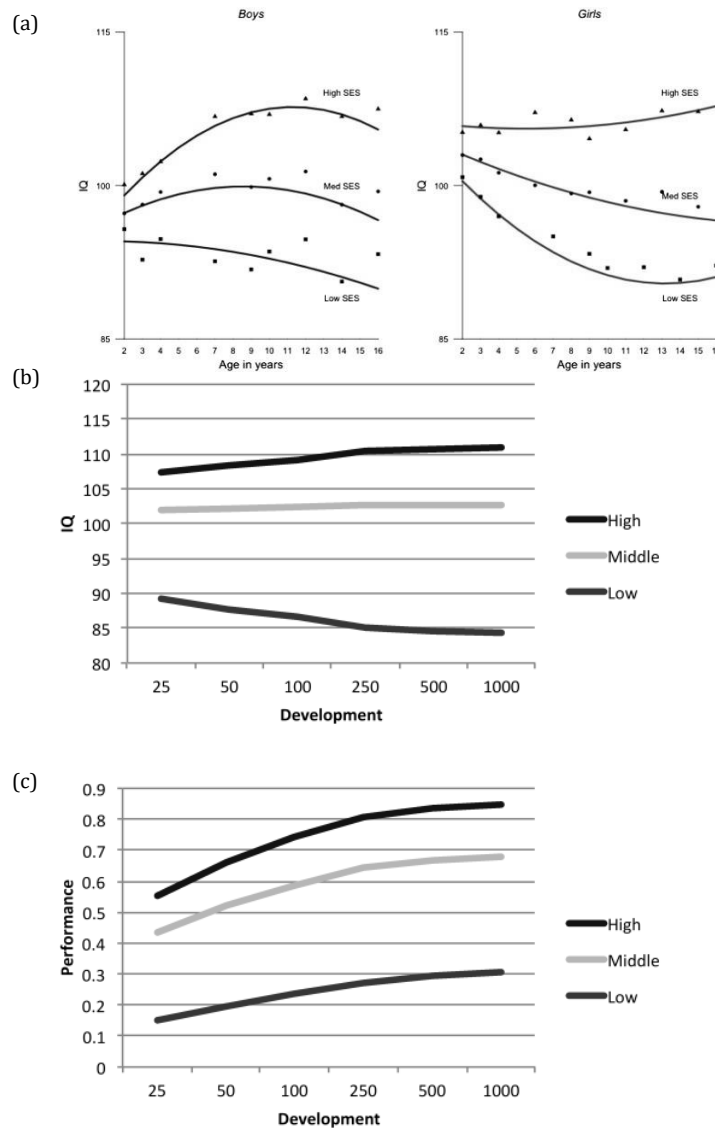 (a)
Boys
Girls
115
115
High SES
High SES
IQ
100
Med SES
IQ
100
Med SES
Low SES
Low SES
85
85
2 3 4 5 6 7 8 9 10 11 12 13 14 15 16
2 3 4 5 6 7 8 9 10 11 12 13 14 15 16
Age in years
Age in years
(b)
120
115
110
105
100
95
90
85
80
IQ
High
Middle
Low
25 50 100 250 500 1000
Development
(c)
0.9
0.8
0.7
0.6
0.5
0.4
0.3
0.2
0.1
0
Performance
High
Middle
Low
25 50 100 250 500 1000
Development